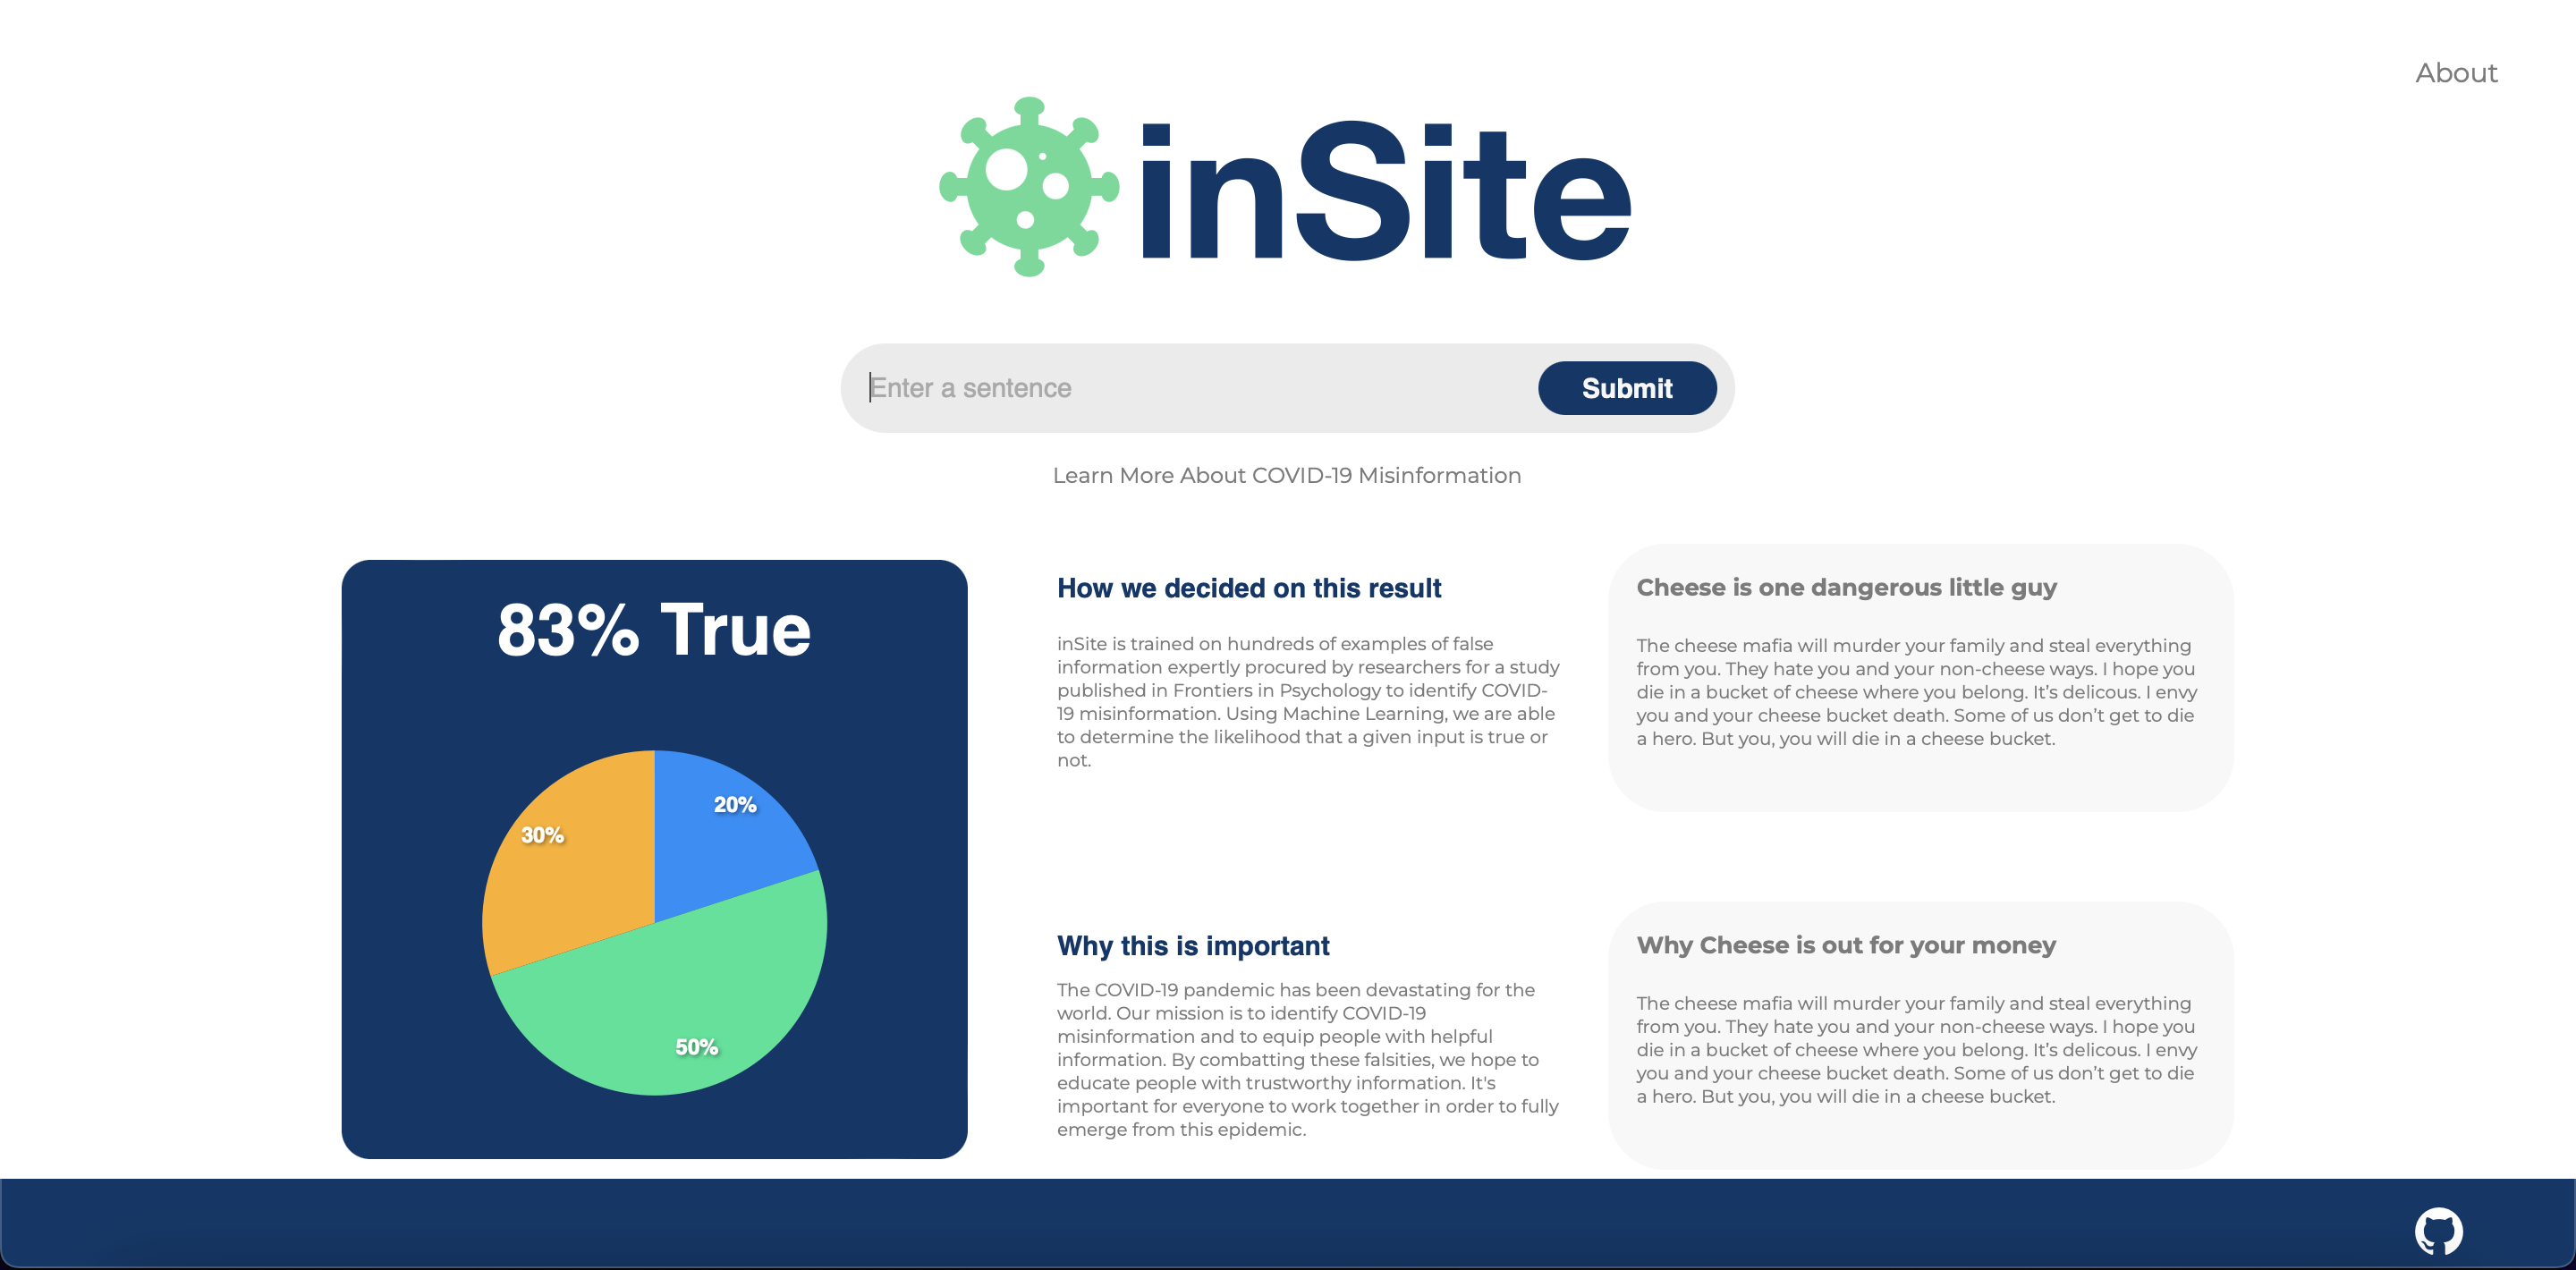 About
inSite
Enter a sentence
Submit
Learn More About COVID-19 Misinformation
83% True
20%
30%
50%
How we decided on this result
inSite is trained on hundreds of examples of false
information expertly procured by researchers for a study
published in Frontiers in Psychology to identify COVID-
19 misinformation. Using Machine Learning, we are able
to determine the likelihood that a given input is true or
not.
Why this is important
The COVID-19 pandemic has been devastating for the
world. Our mission is to identify COVID-19
misinformation and to equip people with helpful
information. By combatting these falsities, we hope to
educate people with trustworthy information. It's
important for everyone to work together in order to fully
emerge from this epidemic.
Cheese is one dangerous little guy
The cheese mafia will murder your family and steal everything
from you. They hate you and your non-cheese ways. I hope you
die in a bucket of cheese where you belong. It’s delicous. I envy
you and your cheese bucket death. Some of us don’t get to die
a hero. But you, you will die in a cheese bucket.
Why Cheese is out for your money
The cheese mafia will murder your family and steal everything
from you. They hate you and your non-cheese ways. I hope you
die in a bucket of cheese where you belong. It’s delicous. I envy
you and your cheese bucket death. Some of us don’t get to die
a hero. But you, you will die in a cheese bucket.